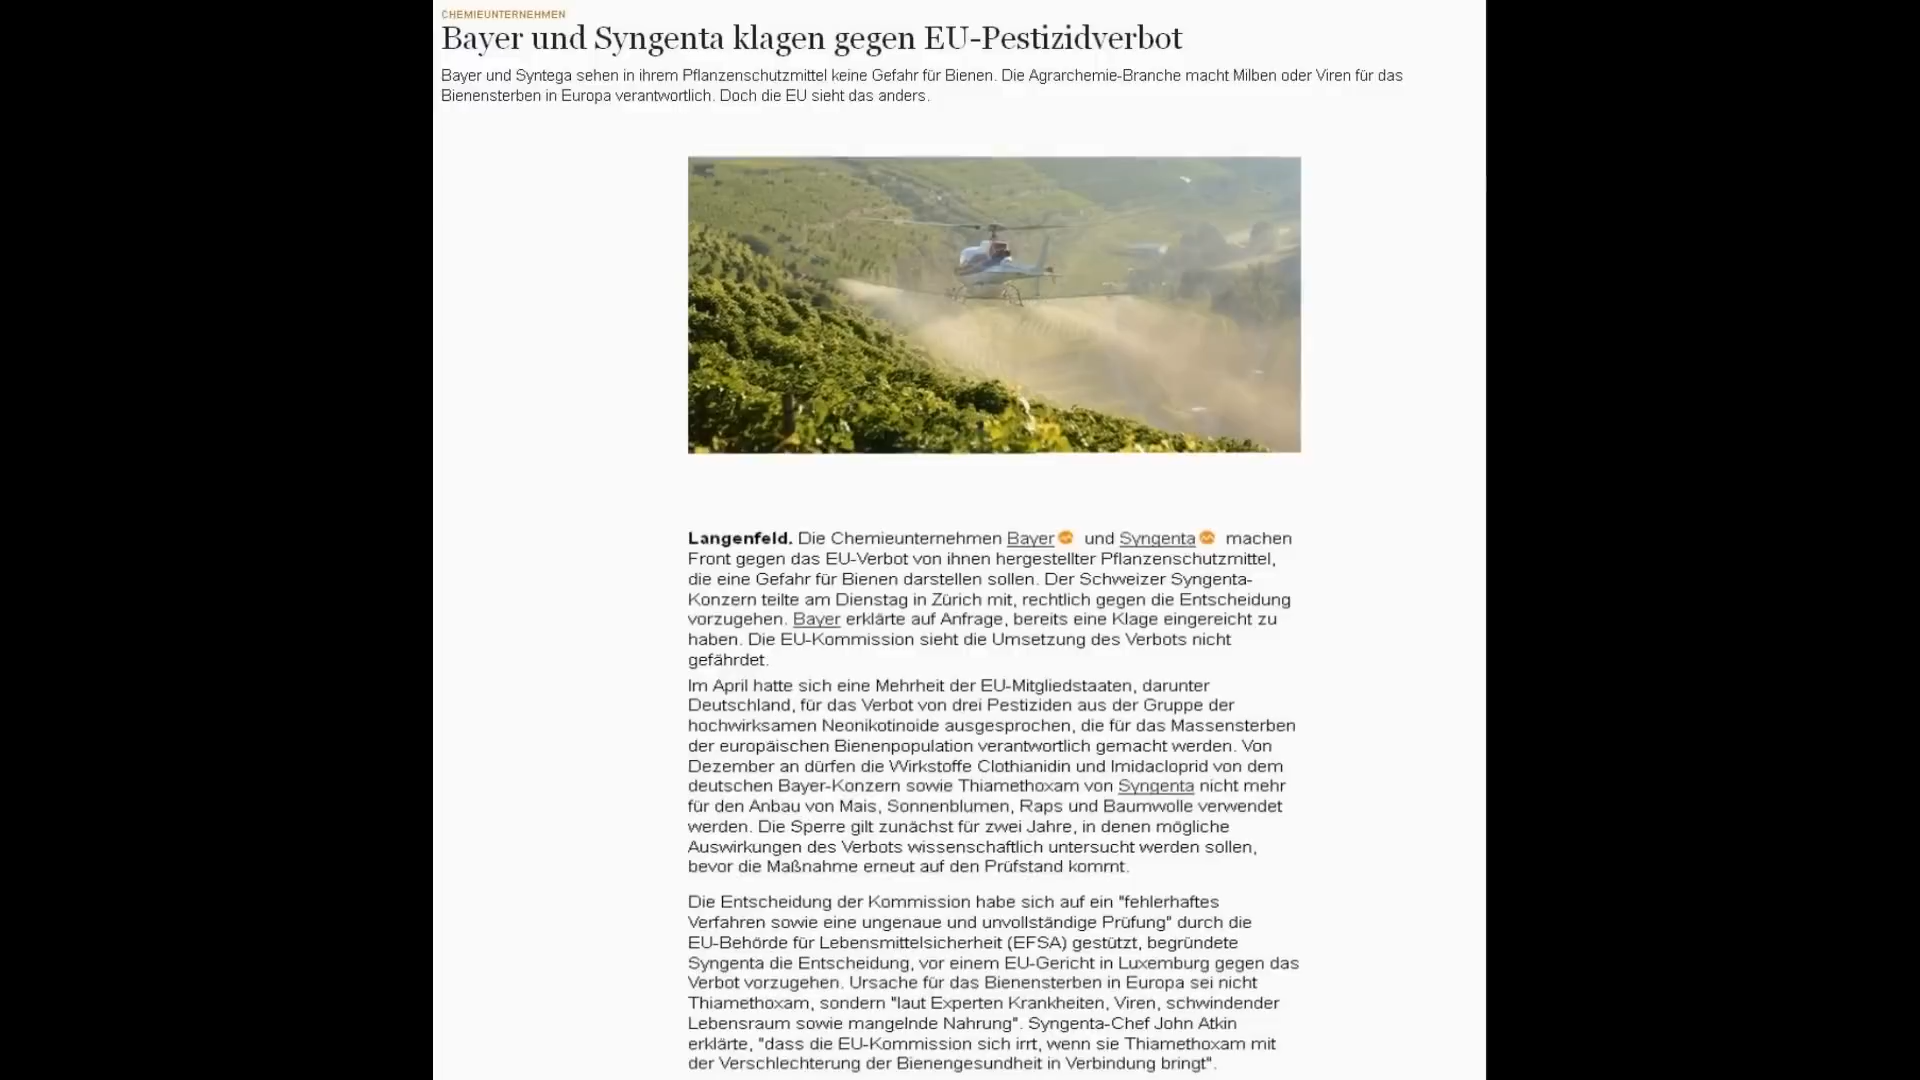 CHEMIEUNTERNEHMEN
Bayer und Syngenta klagen gegen EU-Pestizidverbot
Bayer und Syntega sehen in ihrem Pflanzenschutzmittel keine Gefahr für Bienen. Die Agrarchemie-Branche macht Milben oder Viren für das
Bienensterben in Europa verantwortlich. Doch die EU sieht das anders.
Langenfeld. Die Chemieunternehmen Bayer und Syngenta machen
Front gegen das EU-Verbot von ihnen hergestellter Pflanzenschutzmittel,
die eine Gefahr für Bienen darstellen sollen. Der Schweizer Syngenta-
Konzern teilte am Dienstag in Zürich mit, rechtlich gegen die Entscheidung
vorzugehen. Bayer erklärte auf Anfrage, bereits eine Klage eingereicht zu
haben. Die EU-Kommission sieht die Umsetzung des Verbots nicht
gefährdet.
Im April hatte sich eine Mehrheit der EU-Mitgliedstaaten, darunter
Deutschland, für das Verbot von drei Pestiziden aus der Gruppe der
hochwirksamen Neonikotinoide ausgesprochen, die für das Massensterben
der europäischen Bienenpopulation verantwortlich gemacht werden. Von
Dezember an dürfen die Wirkstoffe Clothianidin und Imidacloprid von dem
deutschen Bayer-Konzern sowie Thiamethoxam von Syngenta nicht mehr
für den Anbau von Mais, Sonnenblumen, Raps und Baumwolle verwendet
werden. Die Sperre gilt zunächst für zwei Jahre, in denen mögliche
Auswirkungen des Verbots wissenschaftlich untersucht werden sollen,
bevor die Maßnahme erneut auf den Prüfstand kommt.
Die Entscheidung der Kommission habe sich auf ein "fehlerhaftes
Verfahren sowie eine ungenaue und unvollständige Prüfung" durch die
EU-Behörde für Lebensmittelsicherheit (EFSA) gestützt, begründete
Syngenta die Entscheidung, vor einem EU-Gericht in Luxemburg gegen das
Verbot vorzugehen. Ursache für das Bienensterben in Europa sei nicht
Thiamethoxam, sondern "laut Experten Krankheiten, Viren, schwindender
Lebensraum sowie mangelnde Nahrung". Syngenta-Chef John Atkin
erklärte, "dass die EU-Kommission sich irrt, wenn sie Thiamethoxam mit
der Verschlechterung der Bienengesundheit in Verbindung bringt".